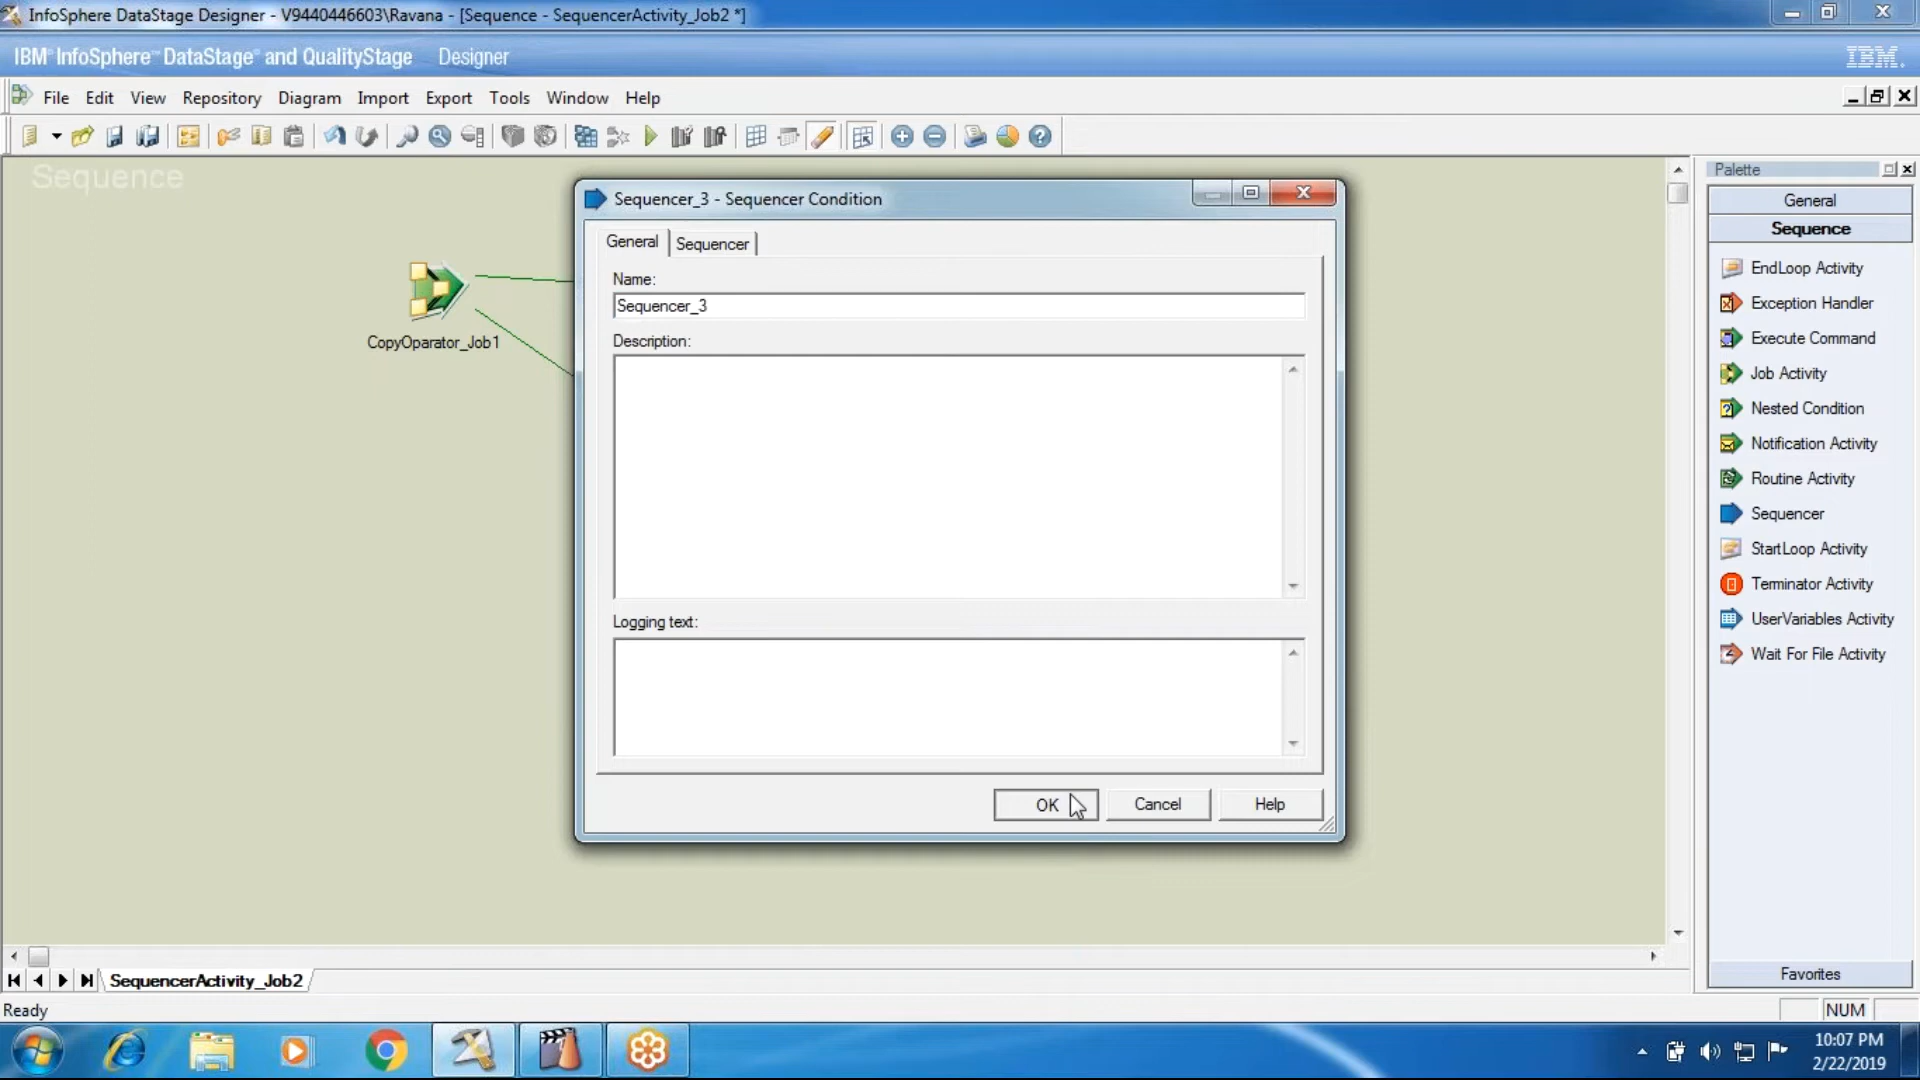 InfoSphere DataStage Designer - V9440446603\Ravana - [Sequence - SequencerActivity_Job2 *]
IBM InfoSphere DataStage and QualityStage Designer
IBM
File Edit View Repository Diagram Import Export Tools Window Help
Sequence
CopyOparator_Job1
Sequencer_3 - Sequencer Condition
General Sequencer
Name:
Sequencer_3
Description:
Logging text:
OK Cancel Help
Palette
General
Sequence
EndLoop Activity
Exception Handler
Execute Command
Job Activity
Nested Condition
Notification Activity
Routine Activity
Sequencer
StartLoop Activity
Terminator Activity
UserVariables Activity
Wait For File Activity
Favorites
SequencerActivity_Job2
Ready
NUM
10:07 PM
2/22/2019